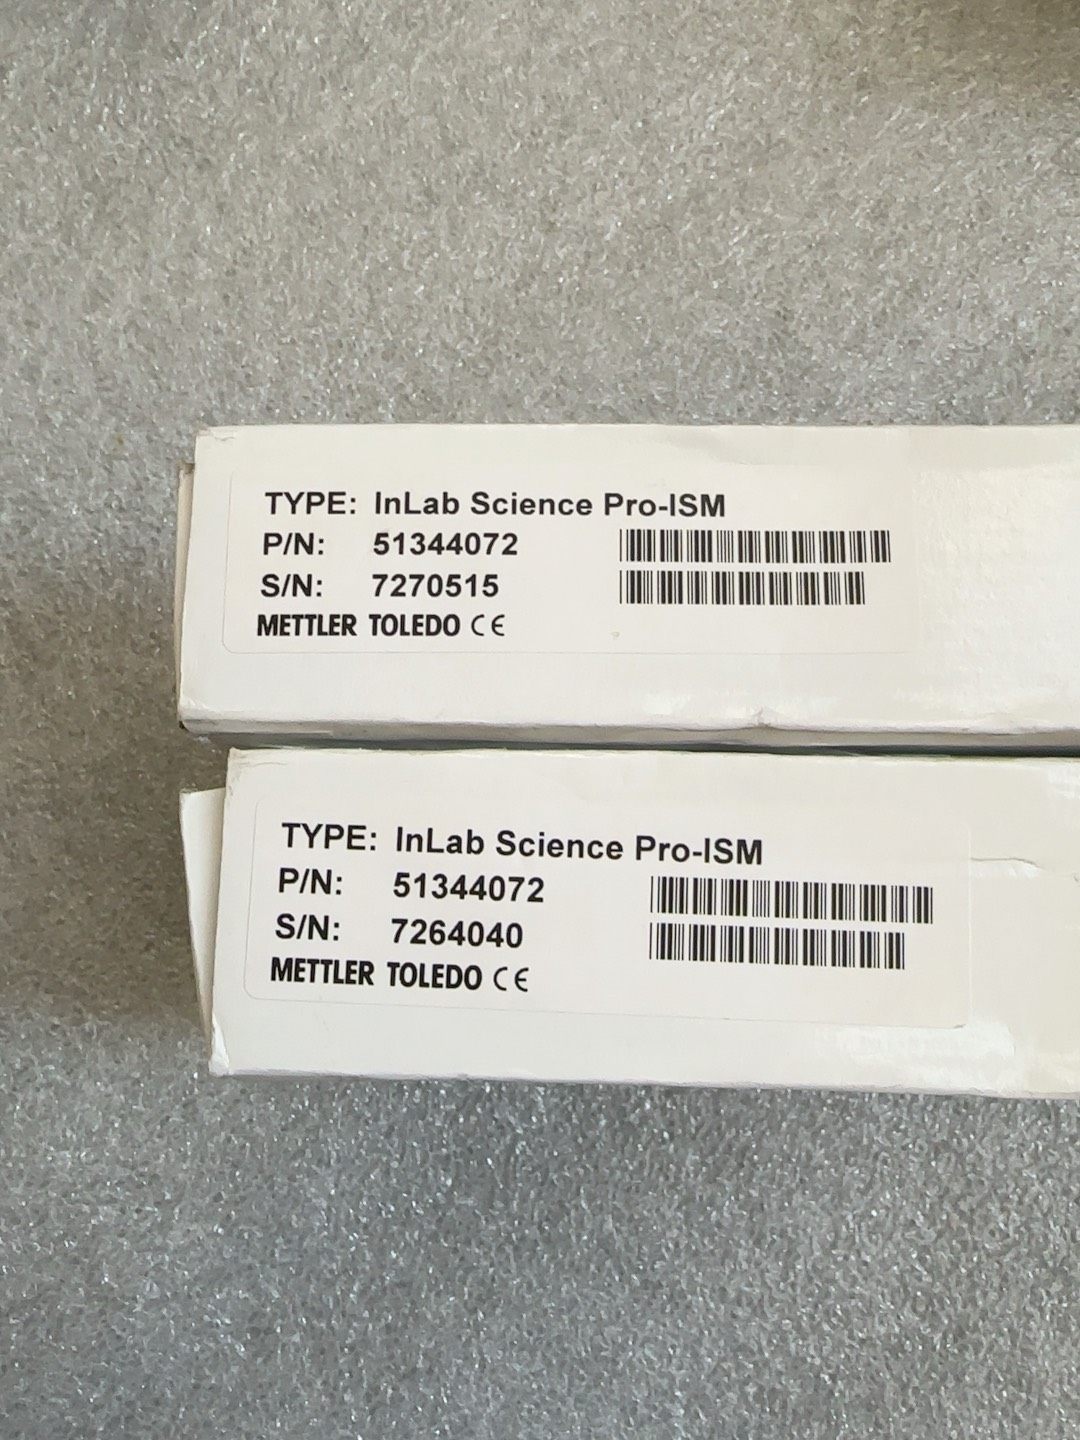 TYPE: InLab Science Pro-ISM
P/N: 51344072
S/N: 7270515
METTLER TOLEDO CE
TYPE: InLab Science Pro-ISM
P/N: 51344072
S/N: 7264040
METTLER TOLEDO CE